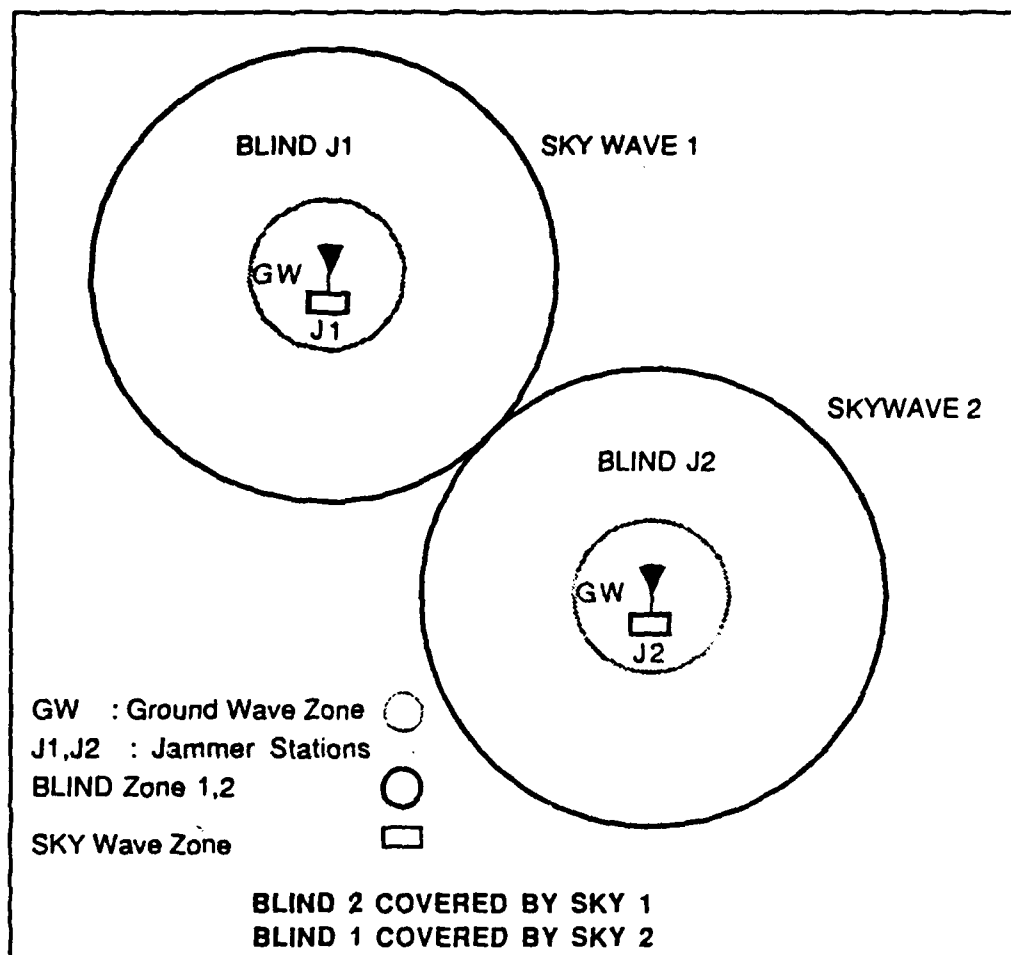 BLIND J1
SKY WAVE 1
GW
J1
SKYWAVE 2
BLIND J2
GW
J2
GW : Ground Wave Zone
J1,J2 : Jammer Stations
BLIND Zone 1,2
SKY Wave Zone
BLIND 2 COVERED BY SKY 1
BLIND 1 COVERED BY SKY 2